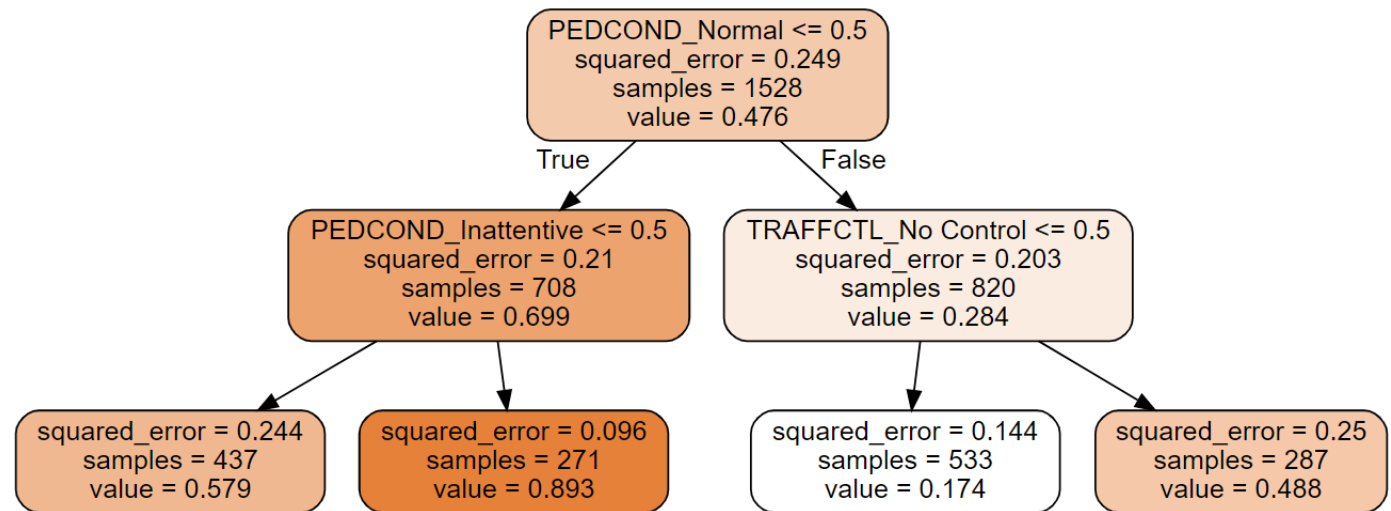 PEDCOND_Normal <= 0.5
squared_error = 0.249
samples = 1528
value = 0.476
True
False
PEDCOND_Inattentive <= 0.5
squared_error = 0.21
samples = 708
value = 0.699
TRAFFCTL_No Control <= 0.5
squared_error = 0.203
samples = 820
value = 0.284
squared_error = 0.244
samples = 437
value = 0.579
squared_error = 0.096
samples = 271
value = 0.893
squared_error = 0.144
samples = 533
value = 0.174
squared_error = 0.25
samples = 287
value = 0.488